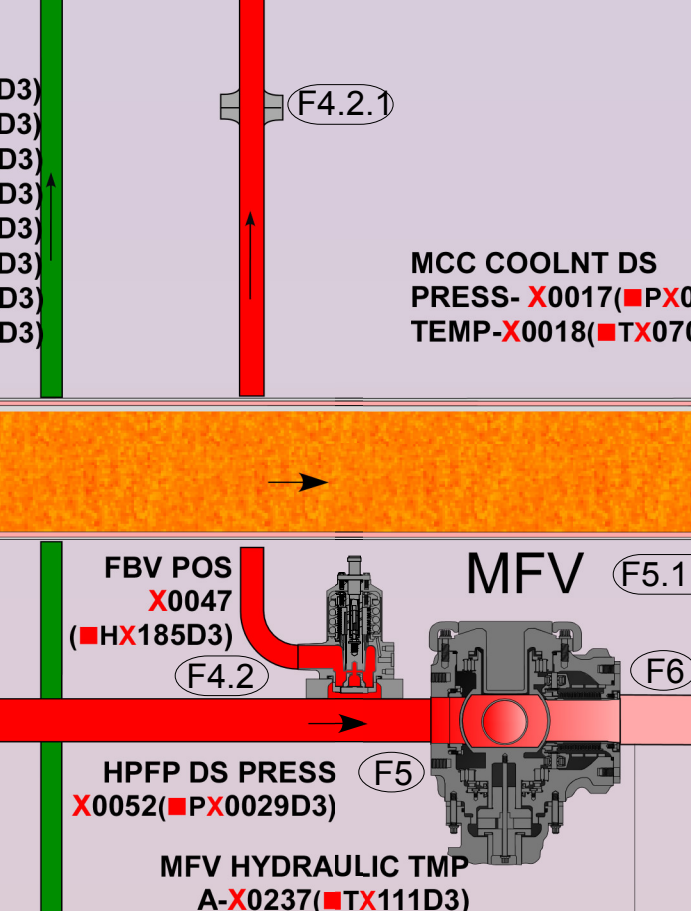 D3)
D3)
D3)
D3)
D3)
D3)
D3)
D3)
F4.2.1
MCC COOLNT DS
PRESS- X0017(■PX0
TEMP-X0018(■TX070
FBV POS
X0047
(■HX185D3)
MFV
F5.1
F4.2
F6
F5
HPFP DS PRESS
X0052(■PX0029D3)
MFV HYDRAULIC TMP
A-X0237(■TX111D3)